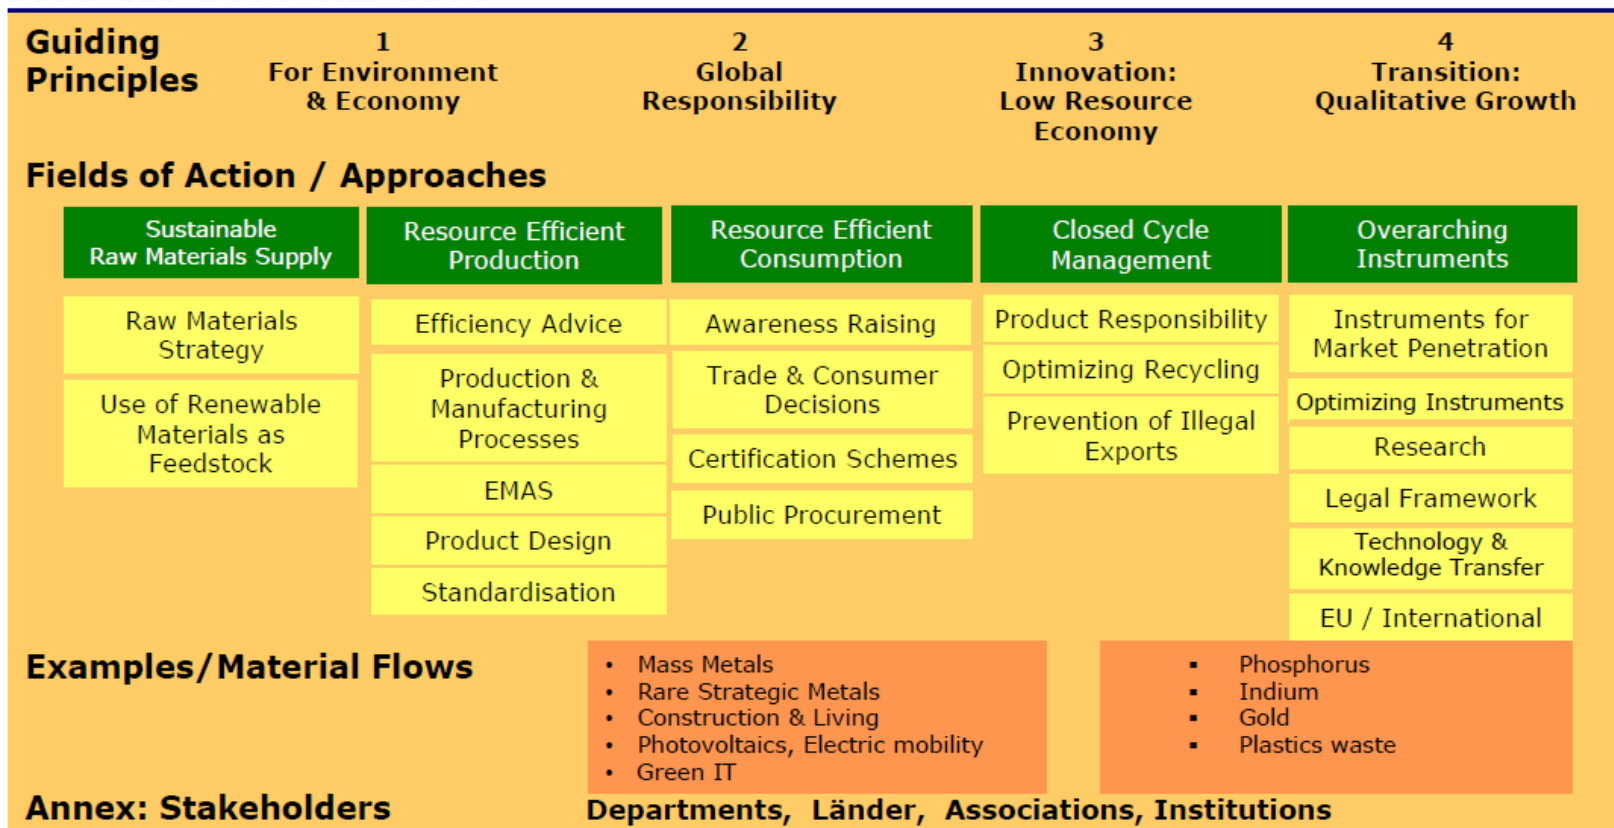 Guiding
Principles
1
For Environment
& Economy
2
Global
Responsibility
3
Innovation:
Low Resource
Economy
4
Transition:
Qualitative Growth
Fields of Action / Approaches
Sustainable
Raw Materials Supply
Raw Materials
Strategy
Use of Renewable
Materials as
Feedstock
Resource Efficient
Production
Efficiency Advice
Production &
Manufacturing
Processes
EMAS
Product Design
Standardisation
Resource Efficient
Consumption
Awareness Raising
Trade & Consumer
Decisions
Certification Schemes
Public Procurement
Closed Cycle
Management
Product Responsibility
Optimizing Recycling
Prevention of Illegal
Exports
Overarching
Instruments
Instruments for
Market Penetration
Optimizing Instruments
Research
Legal Framework
Technology &
Knowledge Transfer
EU / International
Examples/Material Flows
• Mass Metals
• Rare Strategic Metals
• Construction & Living
• Photovoltaics, Electric mobility
• Green IT
▪ Phosphorus
▪ Indium
▪ Gold
▪ Plastics waste
Annex: Stakeholders
Departments, Länder, Associations, Institutions